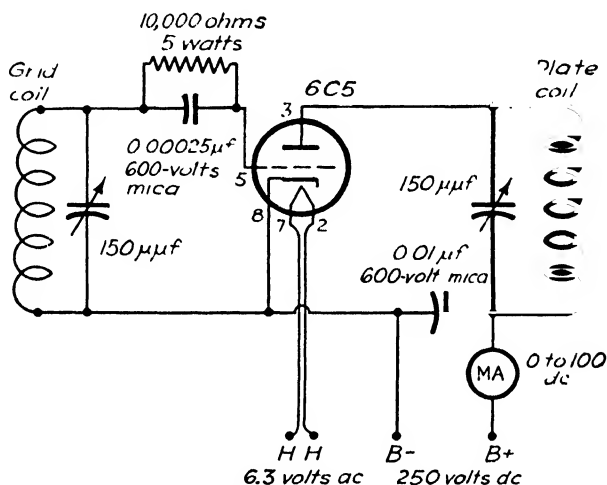 10,000 ohms
5 watts
Grid
coil
0.00025μf
600-volts
mica
150μμf
6C5
3
5
8
7
2
Plate
coil
150μμf
0.01μf
600-volt mica
MA
0 to 100
dc
H H
6.3 volts ac
B-
B+
250 volts dc